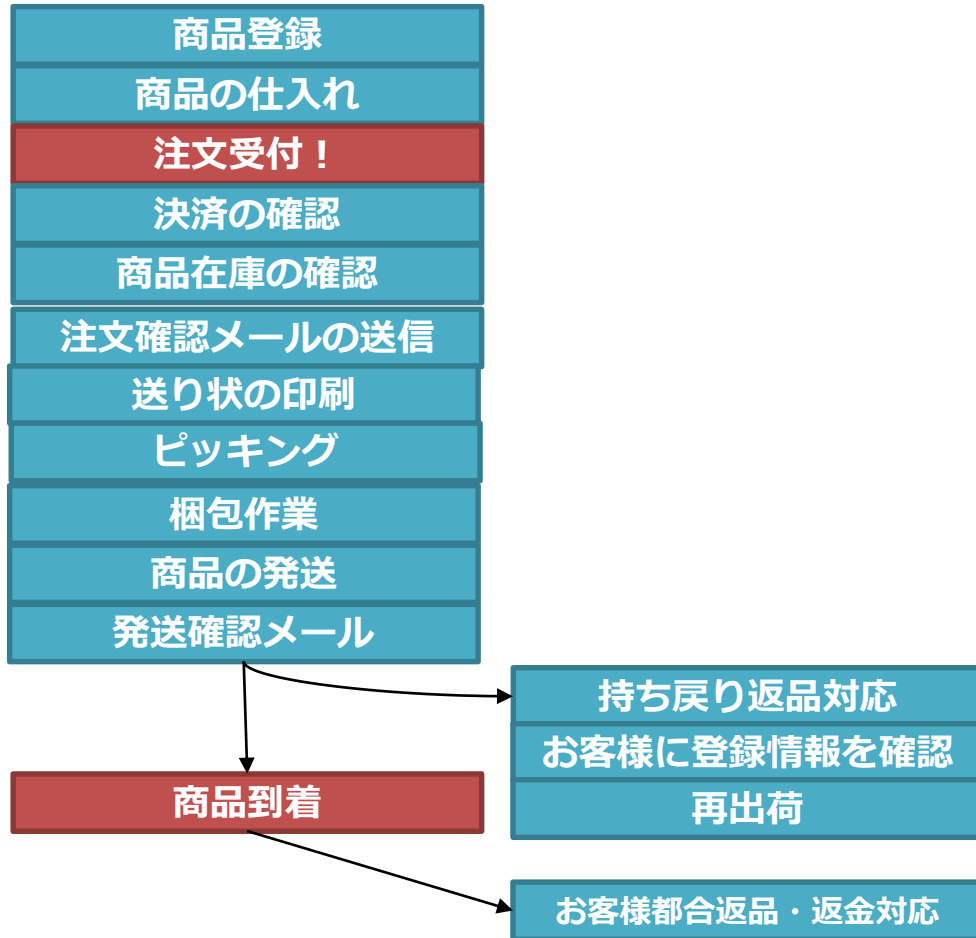 商品登録
商品の仕入れ
注文受付！
決済の確認
商品在庫の確認
注文確認メールの送信
送り状の印刷
ピッキング
梱包作業
商品の発送
発送確認メール
持ち戻り返品対応
お客様に登録情報を確認
再出荷
商品到着
お客様都合返品・返金対応